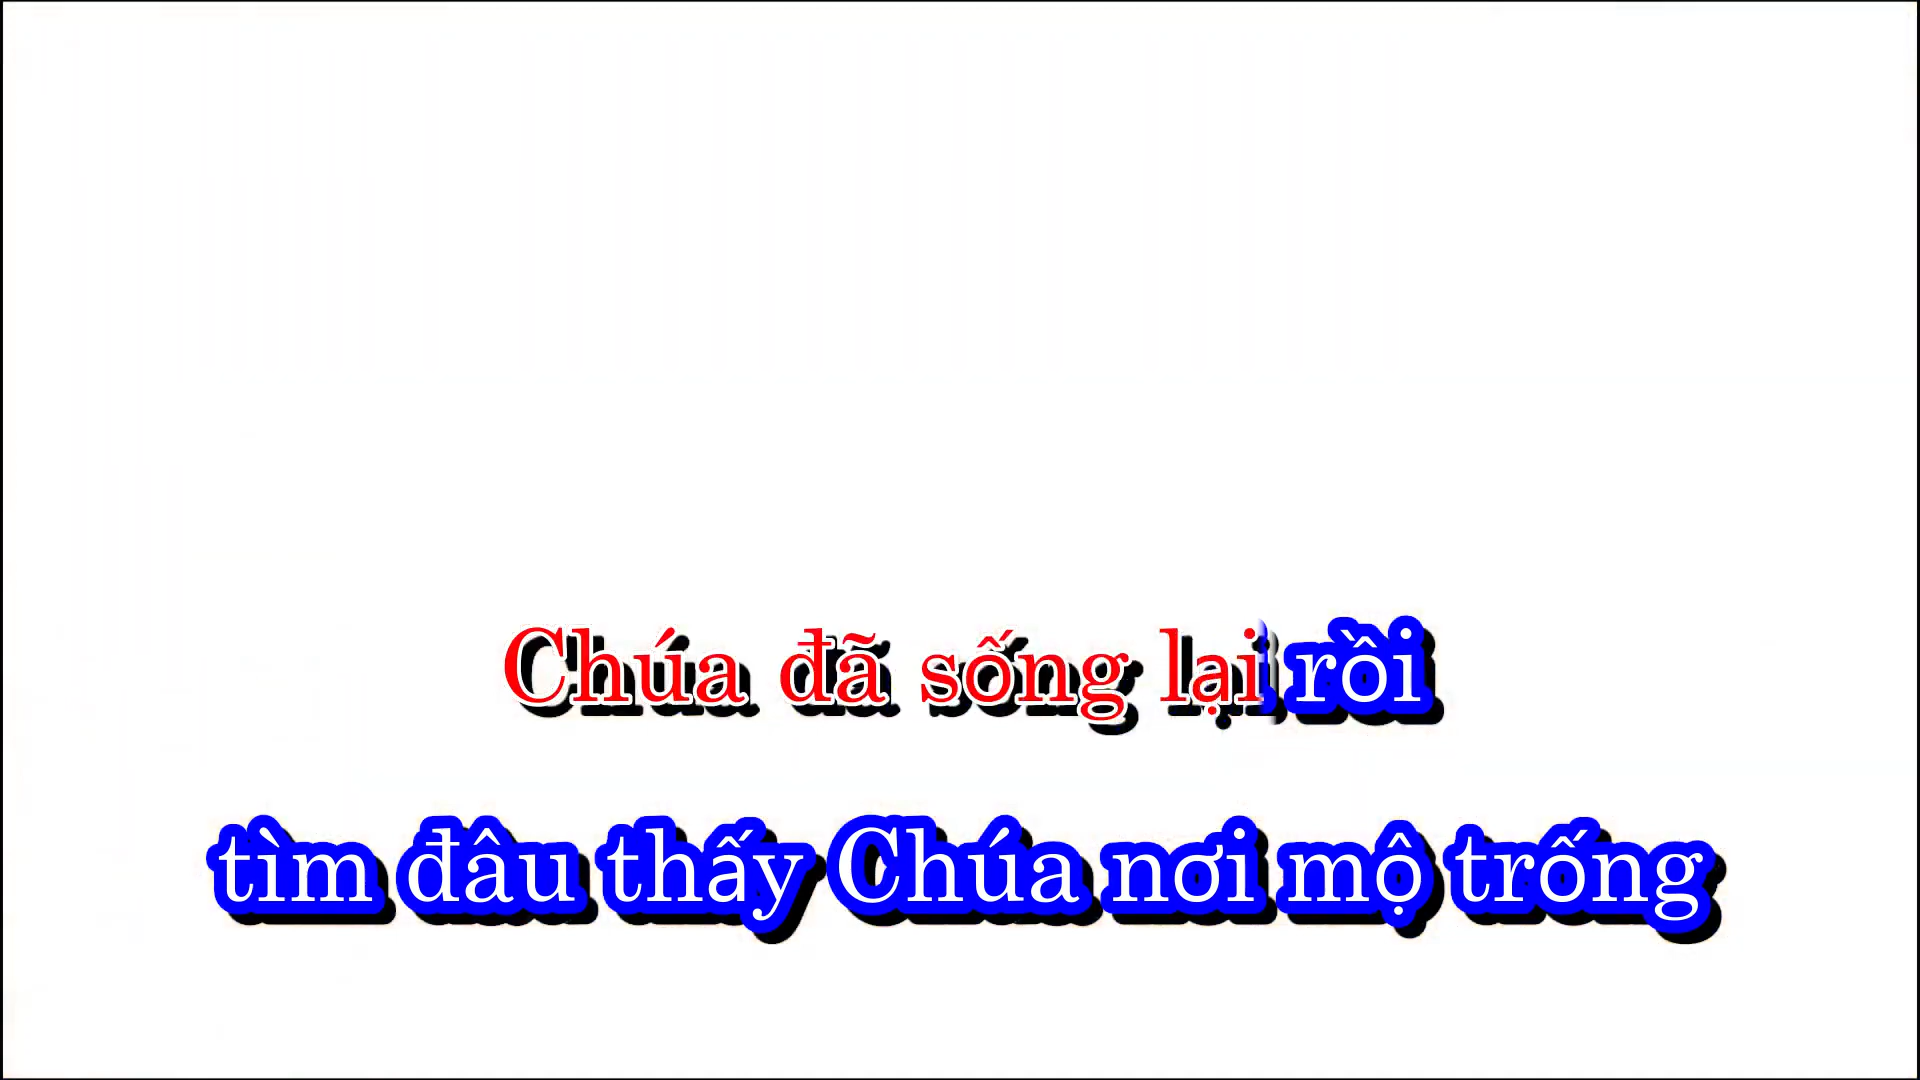 Chúa đã sống lại rồi
tìm đâu thấy Chúa nơi mộ trống